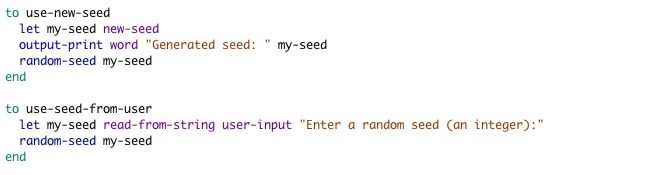 to use-new-seed
let my-seed new-seed
output-print word "Generated seed: " my-seed
random-seed my-seed
end
to use-seed-from-user
let my-seed read-from-string user-input "Enter a random seed (an integer):"
random-seed my-seed
end